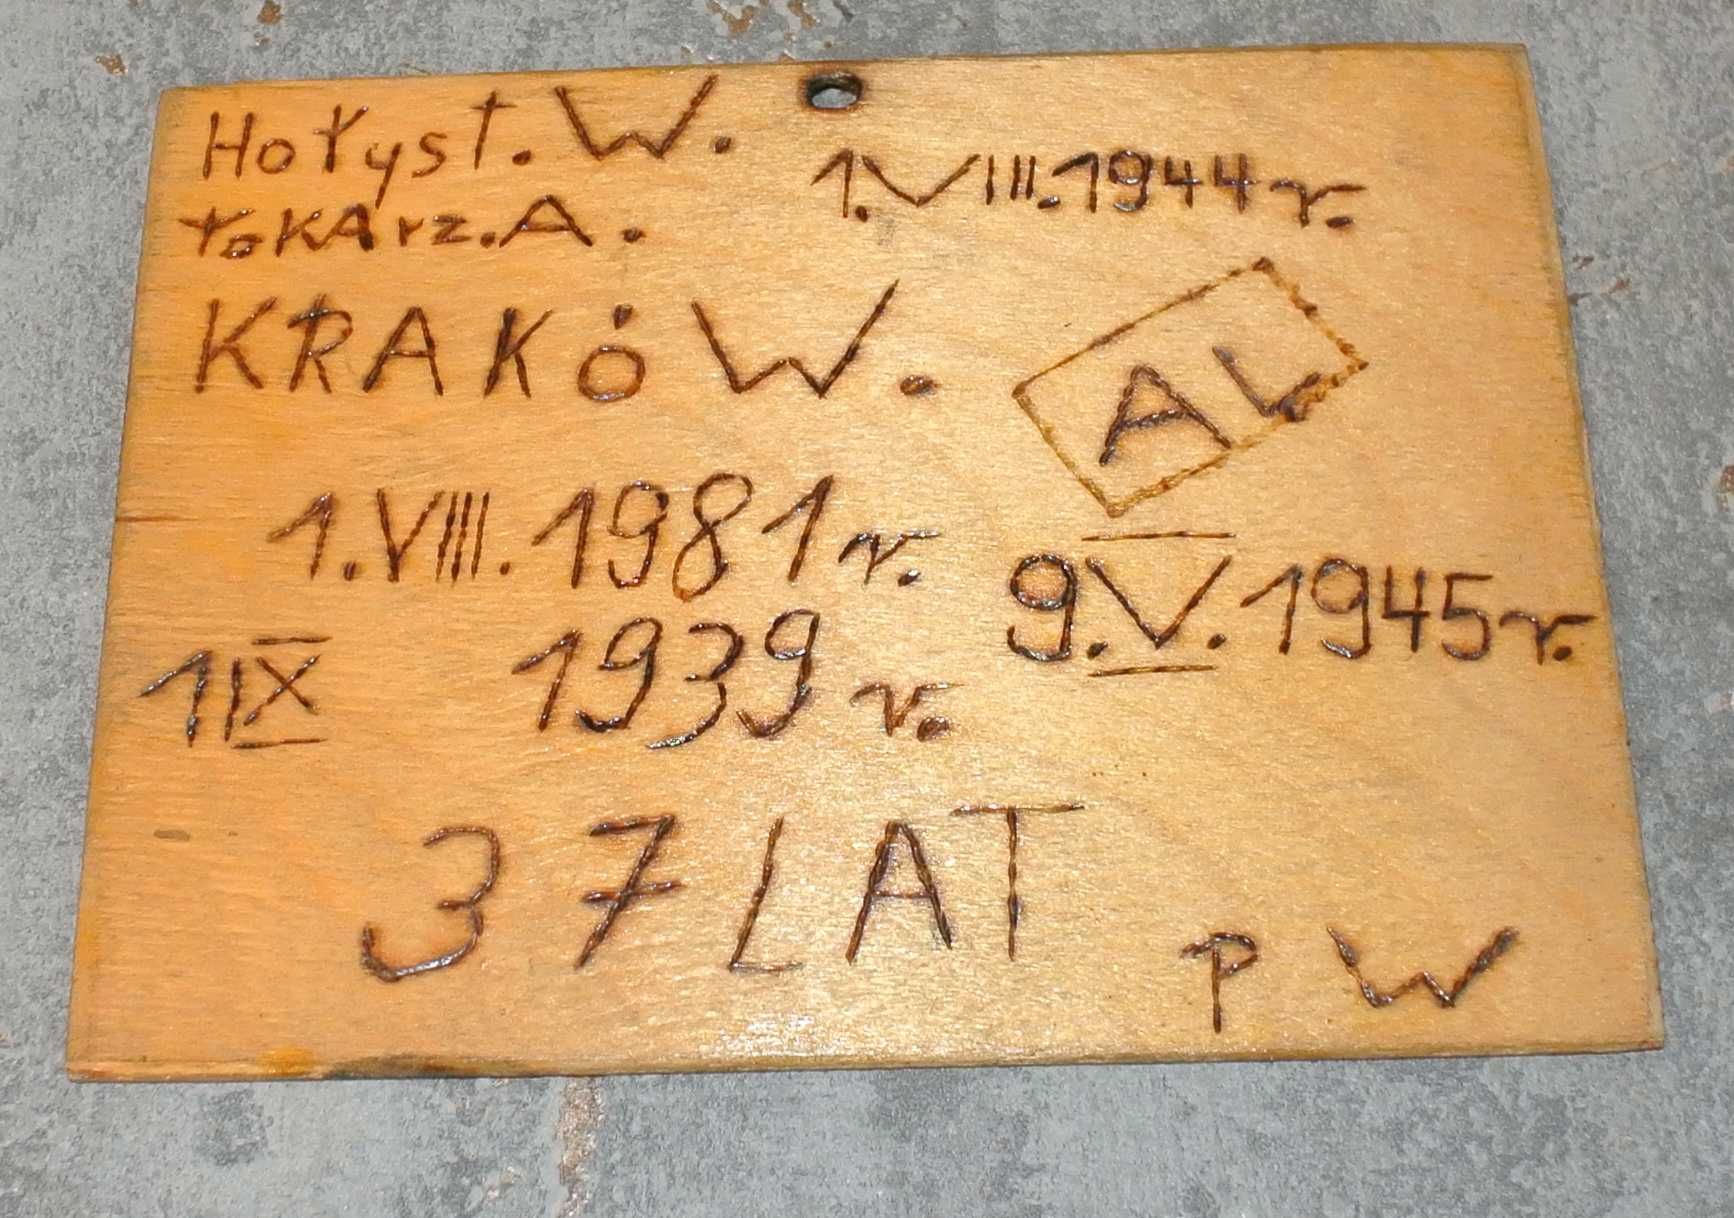 Hołyst. W.
1.VIII.1944 r.
tokArz. A.
KRAKóW.
AL
1.VIII.1981 r.
9.V.1945 r.
1 IX 1939 r.
37 LAT
P W